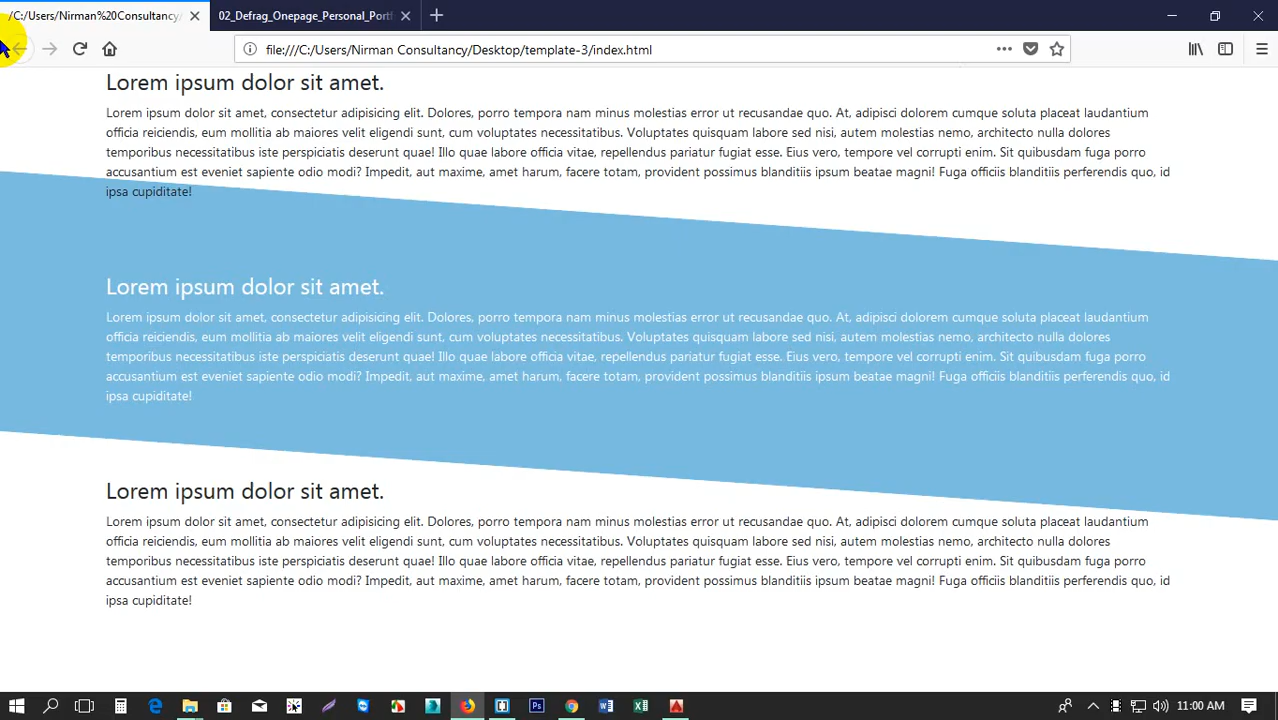 /C:/Users/Nirman%20Consultancy/
02_Defrag_Onepage_Personal_Port
file:///C:/Users/Nirman Consultancy/Desktop/template-3/index.html
Lorem ipsum dolor sit amet.
Lorem ipsum dolor sit amet, consectetur adipisicing elit. Dolores, porro tempora nam minus molestias error ut recusandae quo. At, adipisci dolorem cumque soluta placeat laudantium
officia reiciendis, eum mollitia ab maiores velit eligendi sunt, cum voluptates necessitatibus. Voluptates quisquam labore sed nisi, autem molestias nemo, architecto nulla dolores
temporibus necessitatibus iste perspiciatis deserunt quae! Illo quae labore officia vitae, repellendus pariatur fugiat esse. Eius vero, tempore vel corrupti enim. Sit quibusdam fuga porro
accusantium est eveniet sapiente odio modi? Impedit, aut maxime, amet harum, facere totam, provident possimus blanditiis ipsum beatae magni! Fuga officiis blanditiis perferendis quo, id
ipsa cupiditate!
Lorem ipsum dolor sit amet.
Lorem ipsum dolor sit amet, consectetur adipisicing elit. Dolores, porro tempora nam minus molestias error ut recusandae quo. At, adipisci dolorem cumque soluta placeat laudantium
officia reiciendis, eum mollitia ab maiores velit eligendi sunt, cum voluptates necessitatibus. Voluptates quisquam labore sed nisi, autem molestias nemo, architecto nulla dolores
temporibus necessitatibus iste perspiciatis deserunt quae! Illo quae labore officia vitae, repellendus pariatur fugiat esse. Eius vero, tempore vel corrupti enim. Sit quibusdam fuga porro
accusantium est eveniet sapiente odio modi? Impedit, aut maxime, amet harum, facere totam, provident possimus blanditiis ipsum beatae magni! Fuga officiis blanditiis perferendis quo, id
ipsa cupiditate!
Lorem ipsum dolor sit amet.
Lorem ipsum dolor sit amet, consectetur adipisicing elit. Dolores, porro tempora nam minus molestias error ut recusandae quo. At, adipisci dolorem cumque soluta placeat laudantium
officia reiciendis, eum mollitia ab maiores velit eligendi sunt, cum voluptates necessitatibus. Voluptates quisquam labore sed nisi, autem molestias nemo, architecto nulla dolores
temporibus necessitatibus iste perspiciatis deserunt quae! Illo quae labore officia vitae, repellendus pariatur fugiat esse. Eius vero, tempore vel corrupti enim. Sit quibusdam fuga porro
accusantium est eveniet sapiente odio modi? Impedit, aut maxime, amet harum, facere totam, provident possimus blanditiis ipsum beatae magni! Fuga officiis blanditiis perferendis quo, id
ipsa cupiditate!
11:00 AM